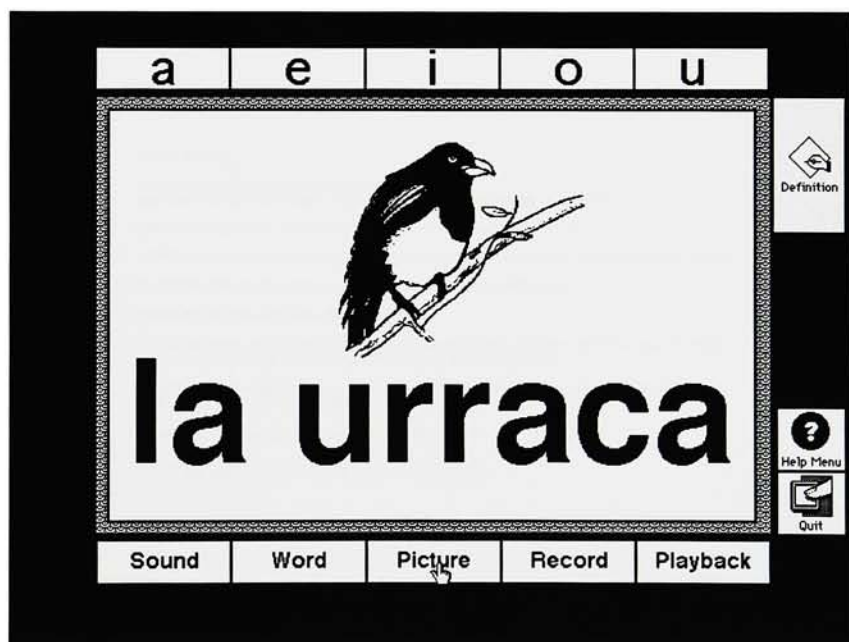 a e i o u
Definition
la urraca
?
Help Menu
Quit
Sound Word Picture Record Playback